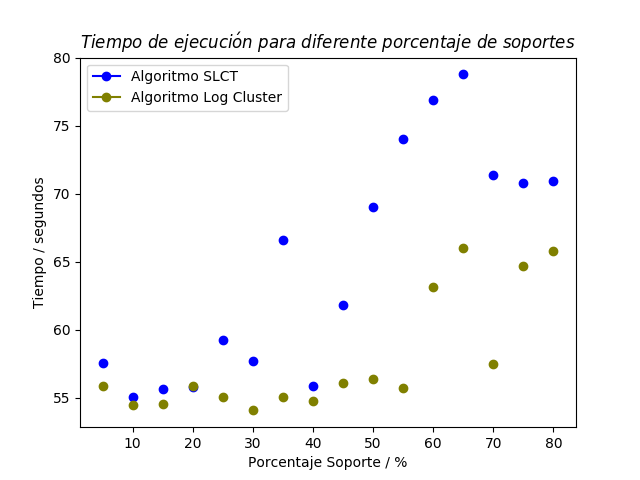 Tiempo de ejecución para diferente porcentaje de soportes
Algoritmo SLCT
Algoritmo Log Cluster
80
75
70
65
60
55
Tiempo / segundos
10 20 30 40 50 60 70 80
Porcentaje Soporte / %